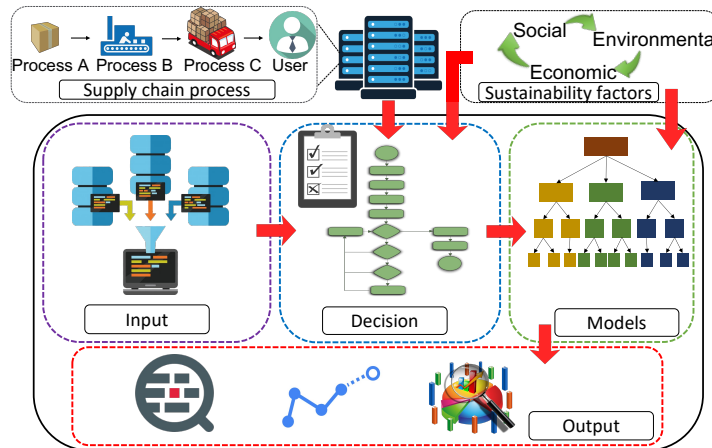 Process A
Process B
Process C
User
Supply chain process
Social
Environmenta
Economic
Sustainability factors
Input
Decision
Models
Output